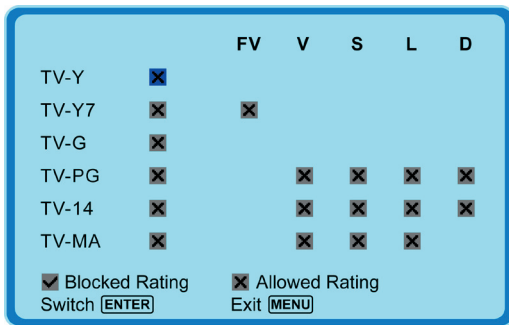 FV V S L D
TV-Y
TV-Y7
TV-G
TV-PG
TV-14
TV-MA
Blocked Rating Allowed Rating
Switch ENTER Exit MENU